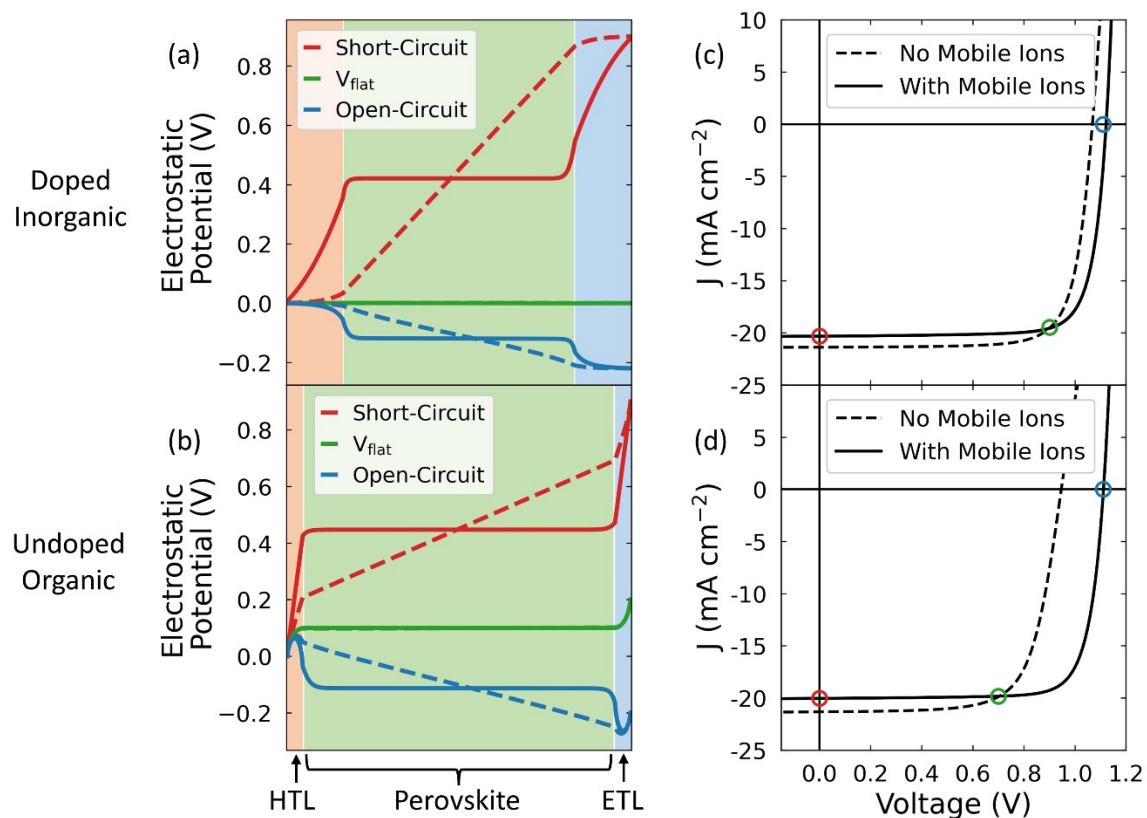 (a)
Short-Circuit
V_flat
Open-Circuit
0.8
0.6
0.4
0.2
0.0
−0.2
Electrostatic
Potential (V)
Doped
Inorganic
(c)
No Mobile Ions
With Mobile Ions
10
5
0
-5
-10
-15
-20
-25
J (mA cm⁻²)
(b)
Short-Circuit
V_flat
Open-Circuit
0.8
0.6
0.4
0.2
0.0
−0.2
Electrostatic
Potential (V)
Undoped
Organic
HTL
Perovskite
ETL
(d)
No Mobile Ions
With Mobile Ions
5
0
-5
-10
-15
-20
-25
J (mA cm⁻²)
0.0 0.2 0.4 0.6 0.8 1.0 1.2
Voltage (V)